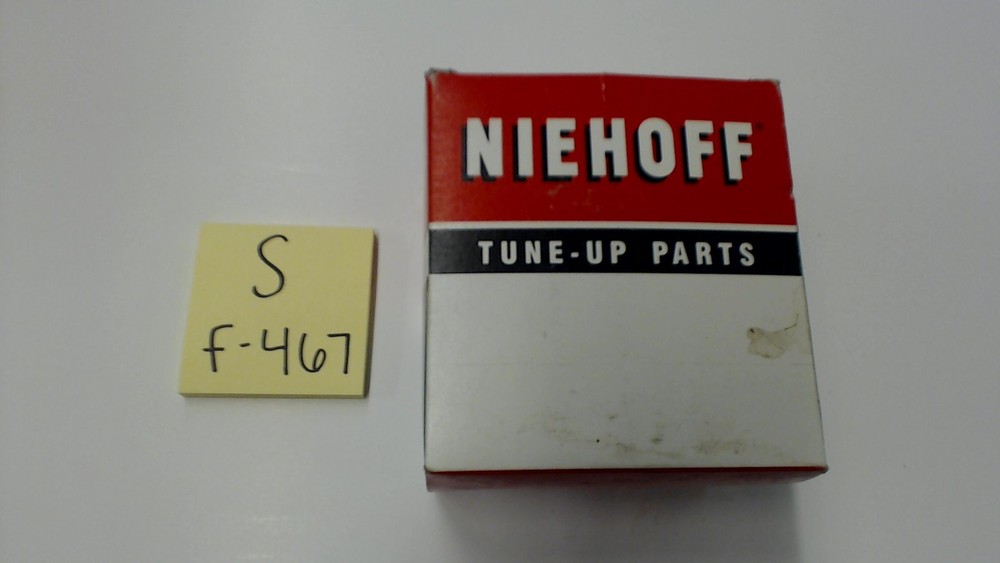 S
F-467
NIEHOFF
TUNE-UP PARTS